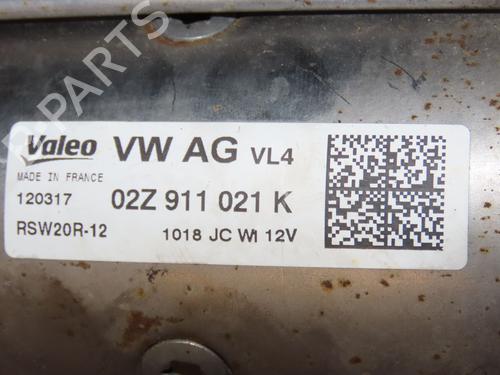 Valeo VW AG VL4
MADE IN FRANCE
120317 02Z 911 021 K
RSW20R-12 1018 JC WI 12V
B-PARTS